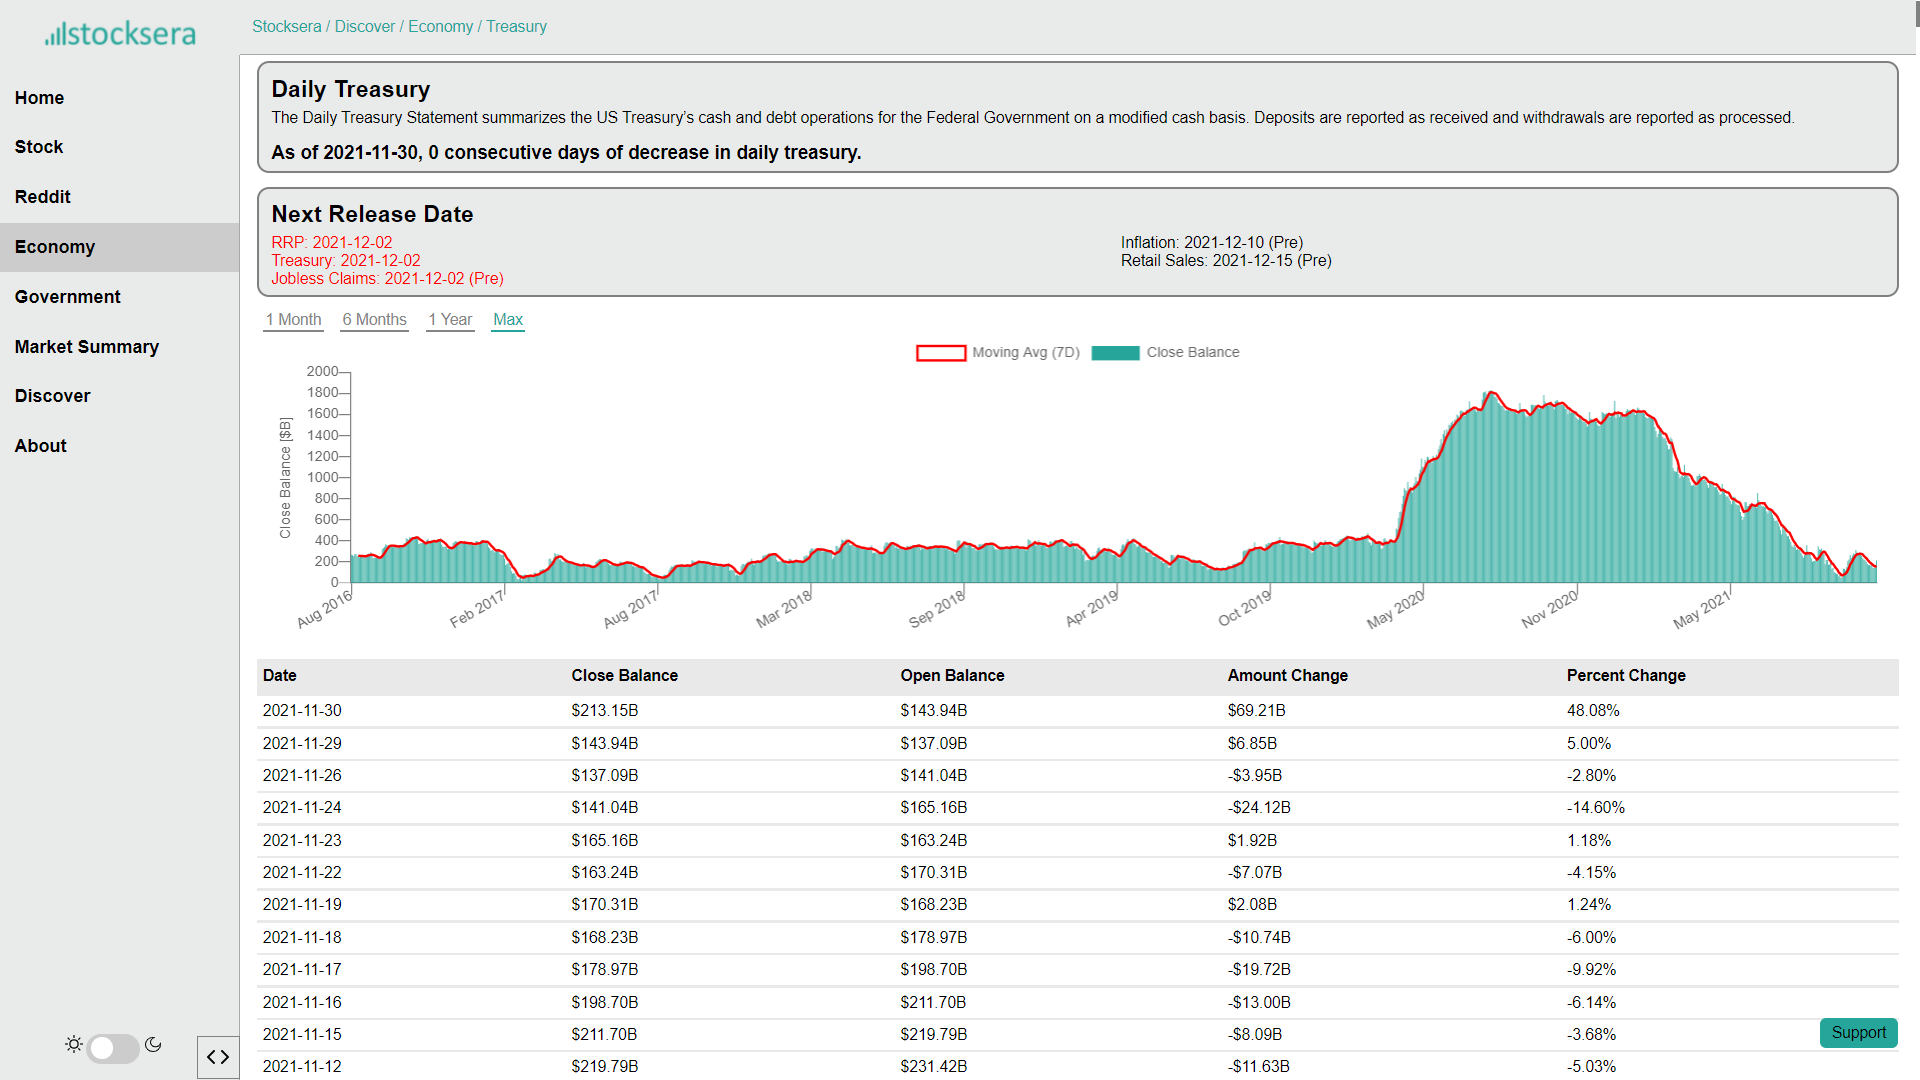 stocksera
Stocksera / Discover / Economy / Treasury
Home
Stock
Reddit
Economy
Government
Market Summary
Discover
About
Daily Treasury
The Daily Treasury Statement summarizes the US Treasury’s cash and debt operations for the Federal Government on a modified cash basis. Deposits are reported as received and withdrawals are reported as processed.
As of 2021-11-30, 0 consecutive days of decrease in daily treasury.
Next Release Date
RRP: 2021-12-02
Treasury: 2021-12-02
Jobless Claims: 2021-12-02 (Pre)
Inflation: 2021-12-10 (Pre)
Retail Sales: 2021-12-15 (Pre)
1 Month 6 Months 1 Year Max
Moving Avg (7D) Close Balance
Close Balance [$B]
2000
1800
1600
1400
1200
1000
800
600
400
200
0
Aug 2016 Feb 2017 Aug 2017 Mar 2018 Sep 2018 Apr 2019 Oct 2019 May 2020 Nov 2020 May 2021
Date Close Balance Open Balance Amount Change Percent Change
2021-11-30 $213.15B $143.94B $69.21B 48.08%
2021-11-29 $143.94B $137.09B $6.85B 5.00%
2021-11-26 $137.09B $141.04B -$3.95B -2.80%
2021-11-24 $141.04B $165.16B -$24.12B -14.60%
2021-11-23 $165.16B $163.24B $1.92B 1.18%
2021-11-22 $163.24B $170.31B -$7.07B -4.15%
2021-11-19 $170.31B $168.23B $2.08B 1.24%
2021-11-18 $168.23B $178.97B -$10.74B -6.00%
2021-11-17 $178.97B $198.70B -$19.72B -9.92%
2021-11-16 $198.70B $211.70B -$13.00B -6.14%
2021-11-15 $211.70B $219.79B -$8.09B -3.68%
2021-11-12 $219.79B $231.42B -$11.63B -5.03%
Support